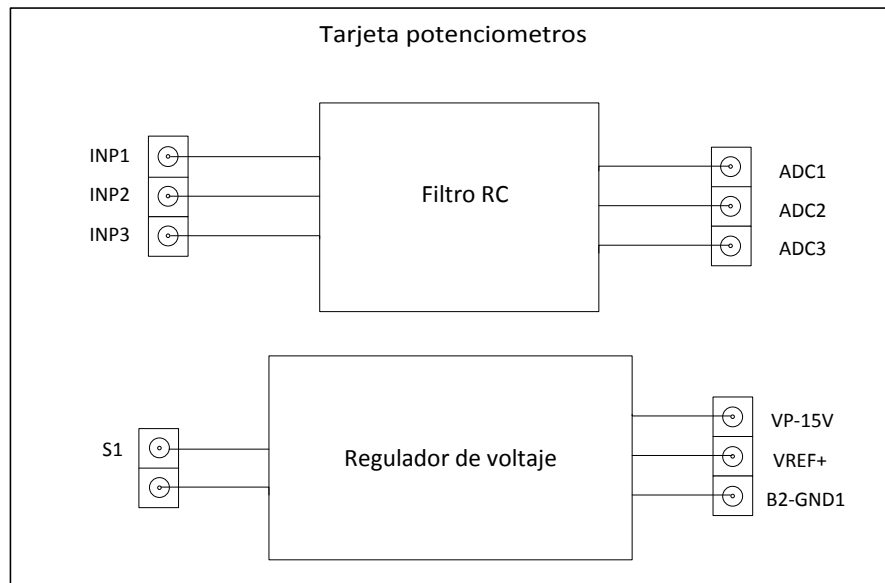 Tarjeta potenciometros
INP1
INP2
INP3
Filtro RC
ADC1
ADC2
ADC3
S1
Regulador de voltaje
VP-15V
VREF+
B2-GND1